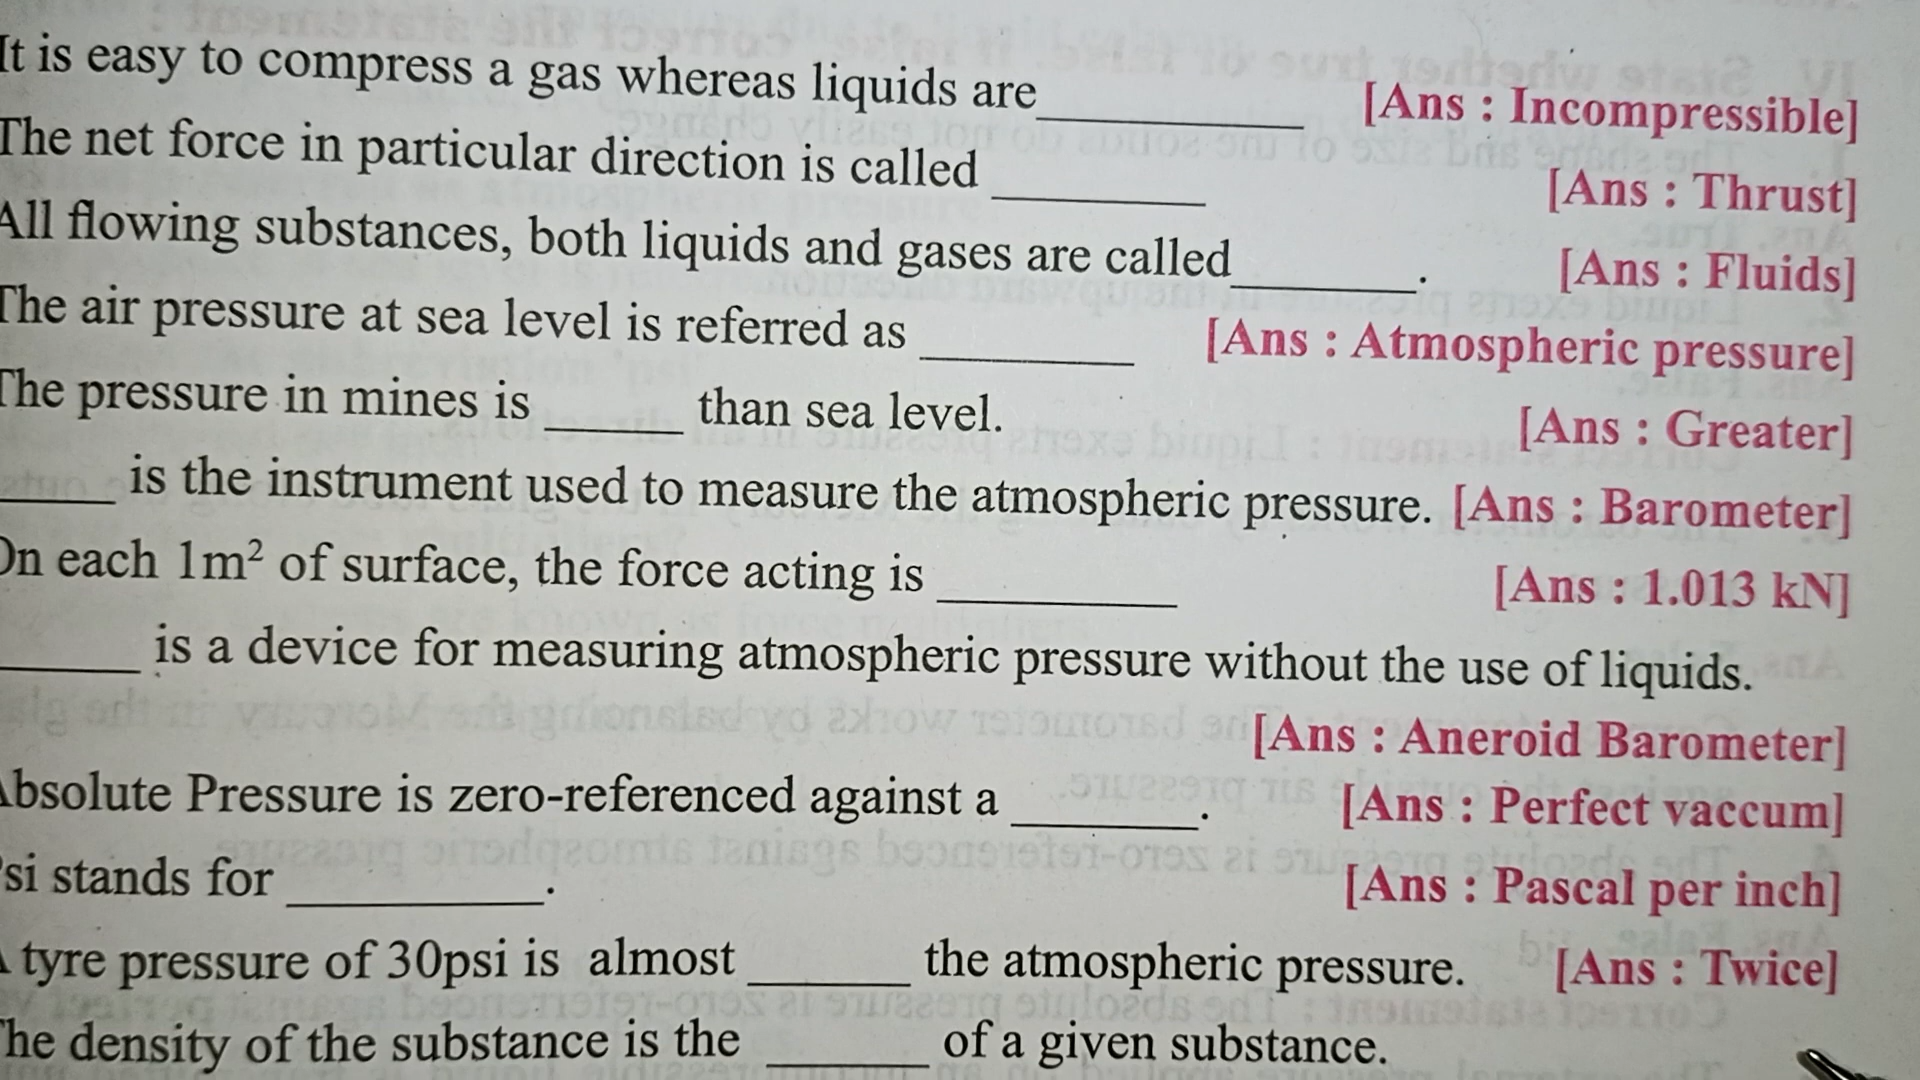 It is easy to compress a gas whereas liquids are__________ [Ans : Incompressible]
The net force in particular direction is called ________ [Ans : Thrust]
All flowing substances, both liquids and gases are called_______. [Ans : Fluids]
The air pressure at sea level is referred as ________ [Ans : Atmospheric pressure]
The pressure in mines is _____ than sea level. [Ans : Greater]
____ is the instrument used to measure the atmospheric pressure. [Ans : Barometer]
On each 1m² of surface, the force acting is _________ [Ans : 1.013 kN]
_____ is a device for measuring atmospheric pressure without the use of liquids.
[Ans : Aneroid Barometer]
Absolute Pressure is zero-referenced against a _______. [Ans : Perfect vaccum]
si stands for __________. [Ans : Pascal per inch]
A tyre pressure of 30psi is almost ______ the atmospheric pressure. [Ans : Twice]
The density of the substance is the ______ of a given substance.